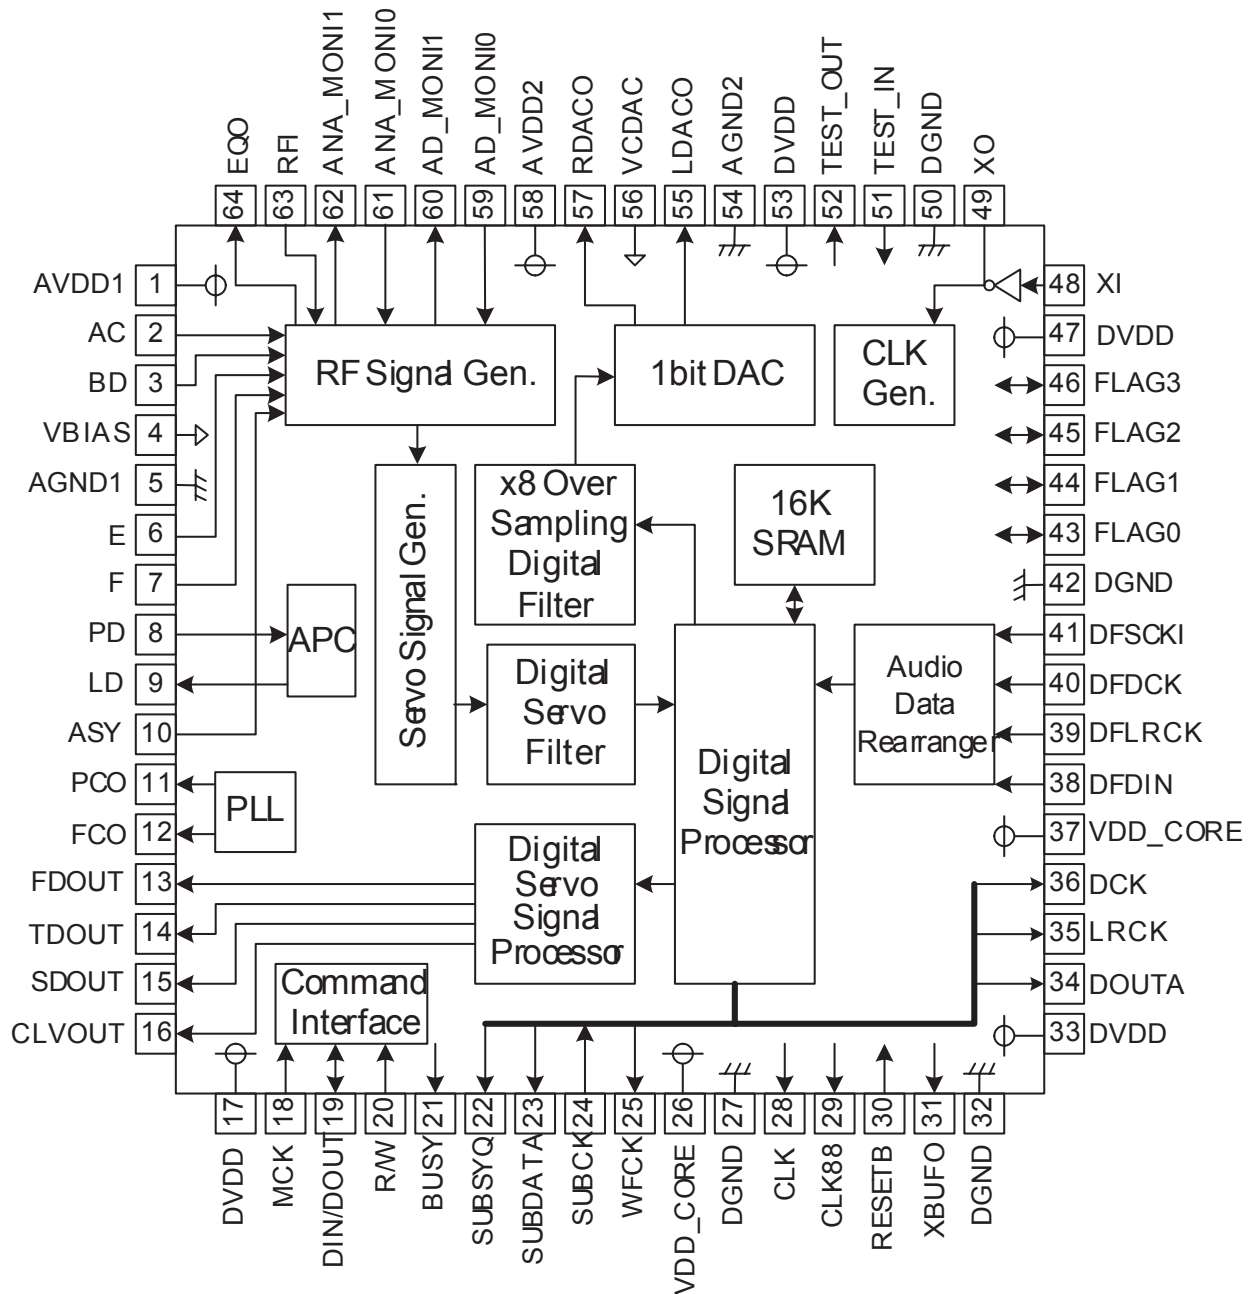 EQO
RFI
ANA_MONI1
ANA_MONI0
AD_MONI1
AD_MONI0
AVDD2
RDACO
VCDAC
LDACO
AGND2
DVDD
TEST_OUT
TEST_IN
DGND
XO
64
63
62
61
60
59
58
57
56
55
54
53
52
51
50
49
AVDD1 1
AC 2
BD 3
VBIAS 4
AGND1 5
E 6
F 7
PD 8
LD 9
ASY 10
PCO 11
FCO 12
FDOUT 13
TDOUT 14
SDOUT 15
CLVOUT 16
RF Signal Gen.
1bit DAC
CLK
Gen.
Servo Signal Gen.
x8 Over
Sampling
Digital
Filter
16K
SRAM
APC
Digital
Servo
Filter
Digital
Signal
Processor
Audio
Data
Rearranger
PLL
Digital
Servo
Signal
Processor
Command
Interface
48 XI
47 DVDD
46 FLAG3
45 FLAG2
44 FLAG1
43 FLAG0
42 DGND
41 DFSCKI
40 DFDCK
39 DFLRCK
38 DFDIN
37 VDD_CORE
36 DCK
35 LRCK
34 DOUTA
33 DVDD
17
18
19
20
21
22
23
24
25
26
27
28
29
30
31
32
DVDD
MCK
DIN/DOUT
R/W
BUSY
SUBSYQ
SUBDATA
SUBCK
WFCK
VDD_CORE
DGND
CLK
CLK88
RESETB
XBUFO
DGND